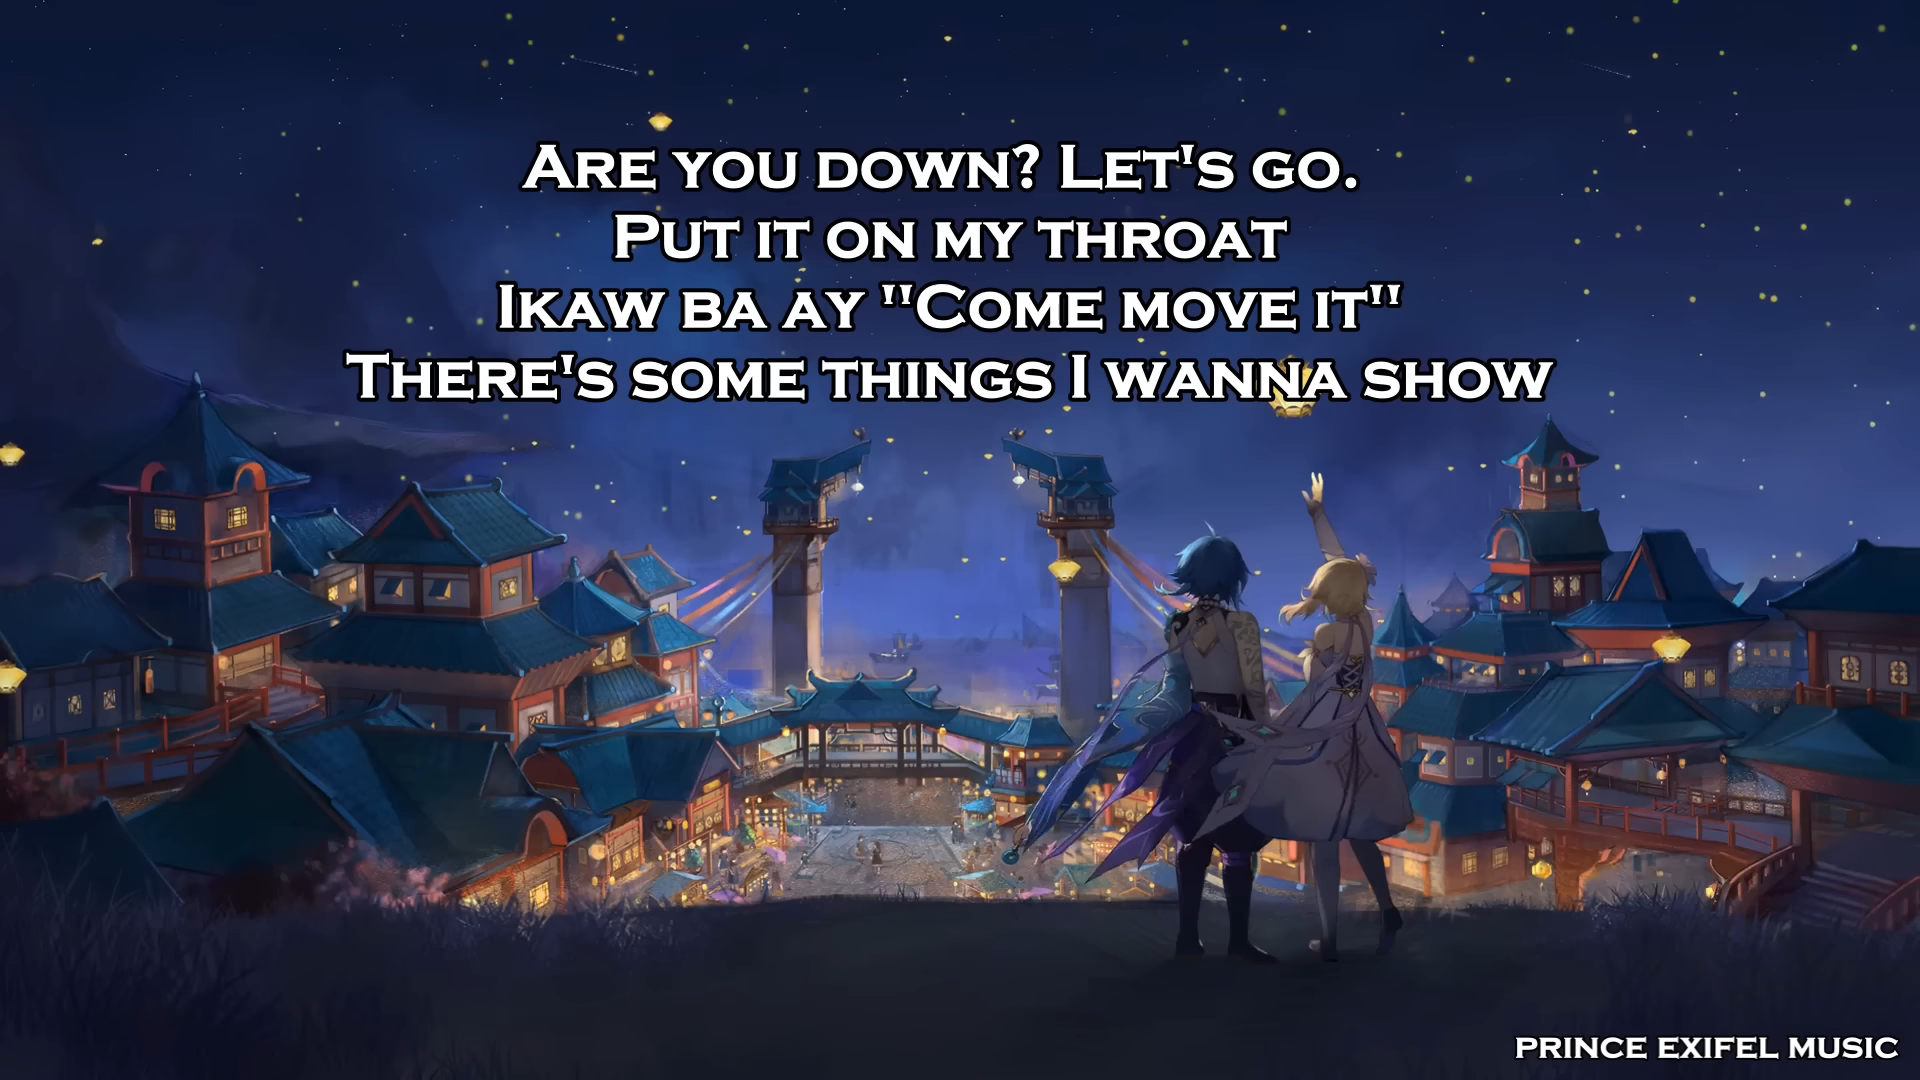 Are you down? Let's go.
Put it on my throat
Ikaw ba ay "Come move it"
There's some things I wanna show
PRINCE EXIFEL MUSIC